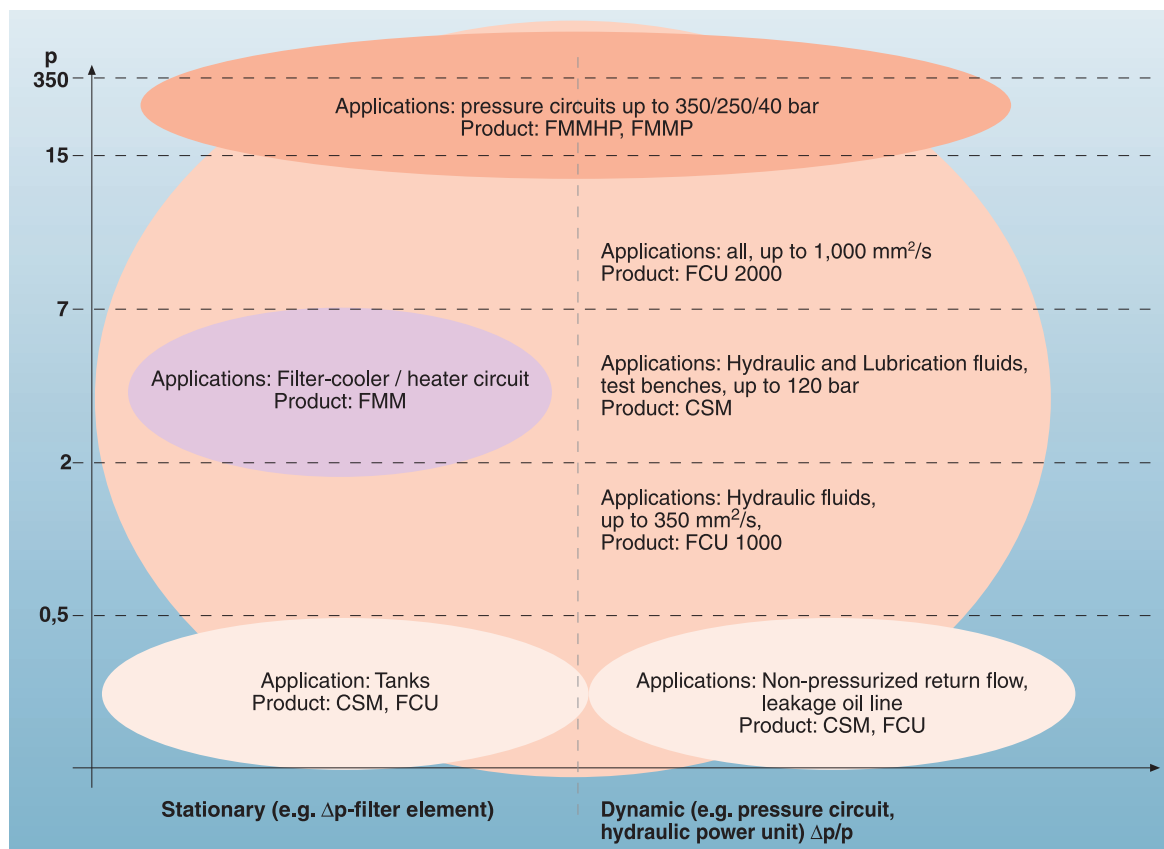 p
350
Applications: pressure circuits up to 350/250/40 bar
Product: FMMHP, FMMP
15
Applications: all, up to 1,000 mm²/s
Product: FCU 2000
7
Applications: Filter-cooler / heater circuit
Product: FMM
Applications: Hydraulic and Lubrication fluids,
test benches, up to 120 bar
Product: CSM
2
Applications: Hydraulic fluids,
up to 350 mm²/s,
Product: FCU 1000
0,5
Application: Tanks
Product: CSM, FCU
Applications: Non-pressurized return flow,
leakage oil line
Product: CSM, FCU
Stationary (e.g. Δp-filter element)
Dynamic (e.g. pressure circuit,
hydraulic power unit) Δp/p